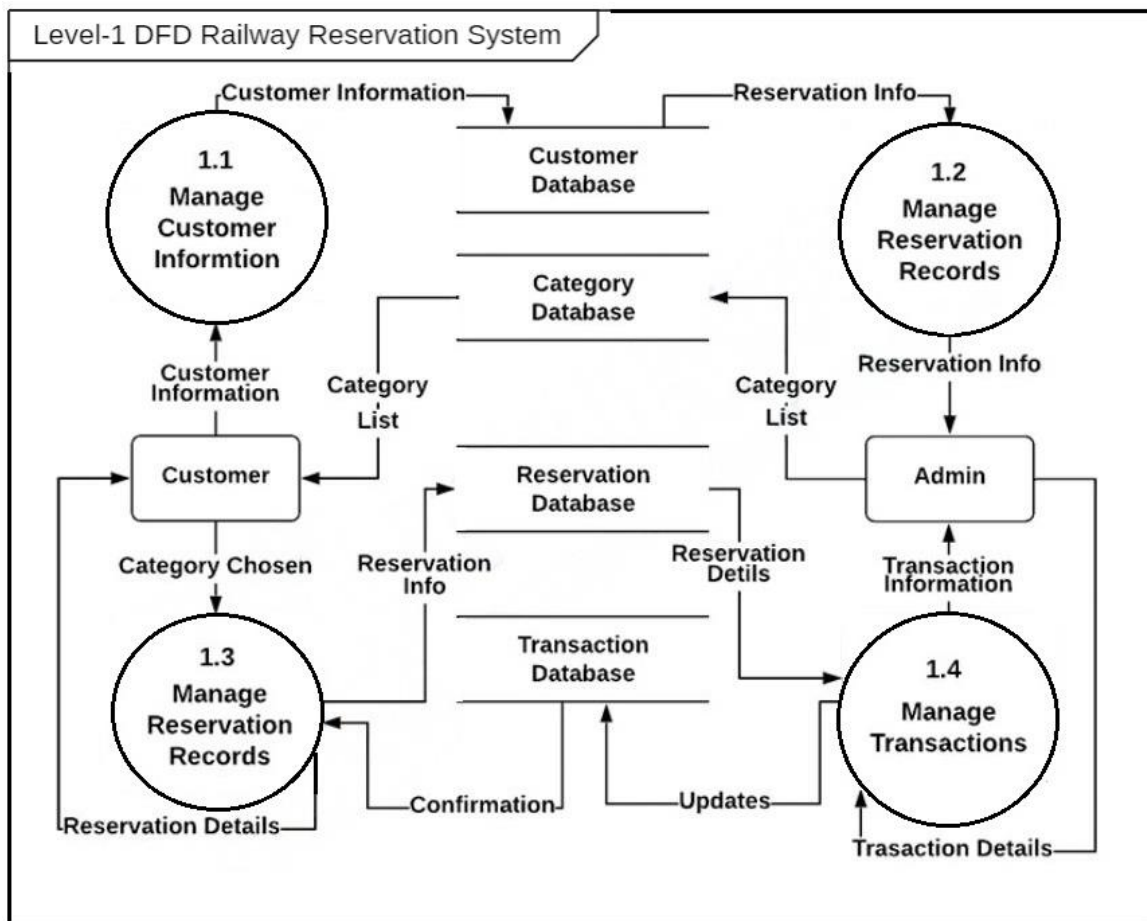 Level-1 DFD Railway Reservation System
Customer Information
Reservation Info
1.1
Manage
Customer
Informtion
Customer
Database
1.2
Manage
Reservation
Records
Category
Database
Customer
Information
Category
List
Category
List
Reservation Info
Customer
Reservation
Database
Admin
Category Chosen
Reservation
Info
Reservation
Detils
Transaction
Information
1.3
Manage
Reservation
Records
Transaction
Database
1.4
Manage
Transactions
Confirmation
Updates
Reservation Details
Trasaction Details